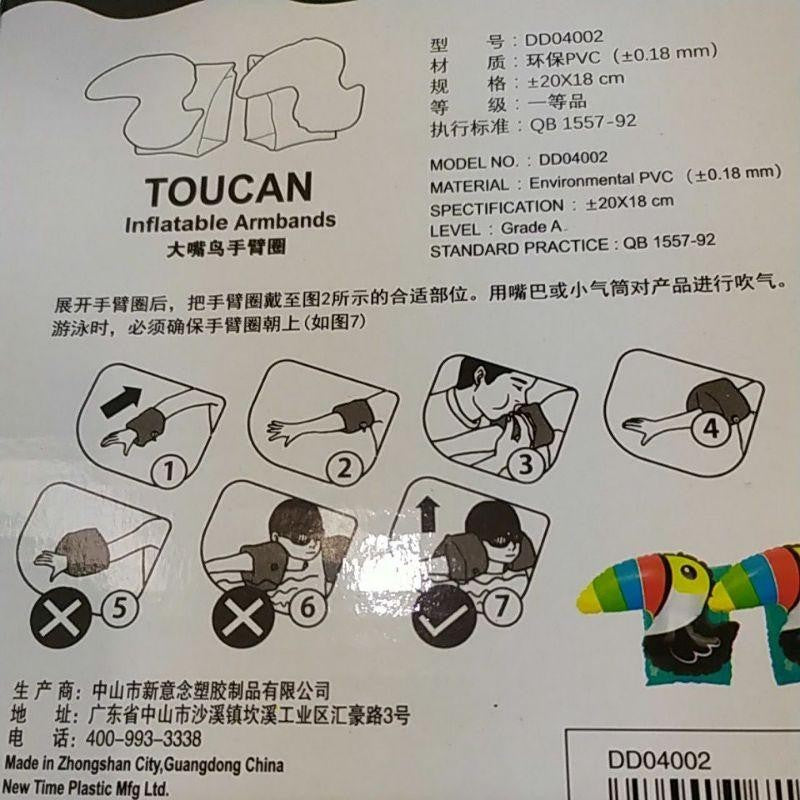 TOUCAN
Inflatable Armbands
大嘴鸟手臂圈
型 号：DD04002
材 质：环保PVC（±0.18 mm）
规 格：±20X18 cm
等 级：一等品
执行标准：QB 1557-92
MODEL NO.：DD04002
MATERIAL：Environmental PVC（±0.18 mm）
SPECIFICATION：±20X18 cm
LEVEL：Grade A
STANDARD PRACTICE：QB 1557-92
展开手臂圈后，把手臂圈戴至图2所示的合适部位。用嘴巴或小气筒对产品进行吹气。
游泳时，必须确保手臂圈朝上(如图7)
1
2
3
4
5
6
7
生 产 商：中山市新意念塑胶制品有限公司
地 址：广东省中山市沙溪镇坎溪工业区汇豪路3号
电 话：400-993-3338
Made in Zhongshan City,Guangdong China
New Time Plastic Mfg Ltd.
DD04002